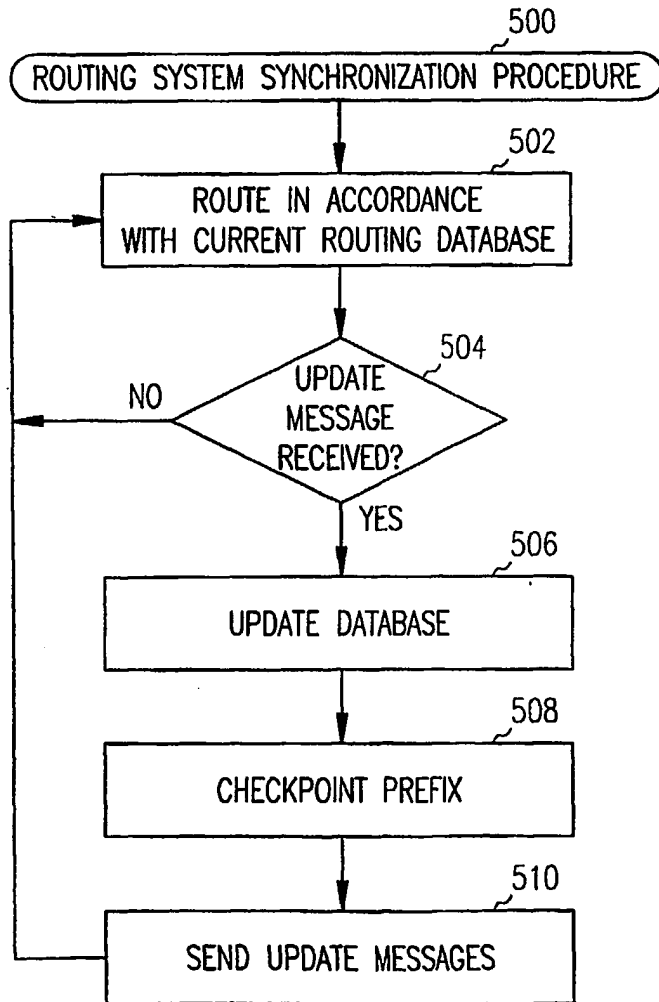 500
ROUTING SYSTEM SYNCHRONIZATION PROCEDURE
502
ROUTE IN ACCORDANCE
WITH CURRENT ROUTING DATABASE
504
NO
UPDATE
MESSAGE
RECEIVED?
YES
506
UPDATE DATABASE
508
CHECKPOINT PREFIX
510
SEND UPDATE MESSAGES